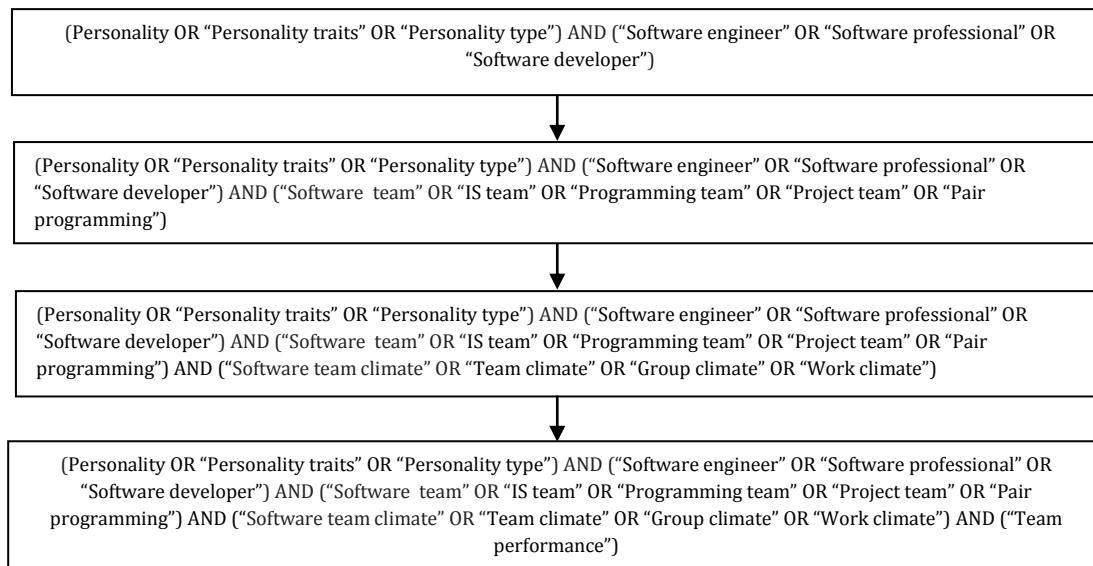 (Personality OR “Personality traits” OR “Personality type”) AND (“Software engineer” OR “Software professional” OR
“Software developer”)
(Personality OR “Personality traits” OR “Personality type”) AND (“Software engineer” OR “Software professional” OR
“Software developer”) AND (“Software team” OR “IS team” OR “Programming team” OR “Project team” OR “Pair
programming”)
(Personality OR “Personality traits” OR “Personality type”) AND (“Software engineer” OR “Software professional” OR
“Software developer”) AND (“Software team” OR “IS team” OR “Programming team” OR “Project team” OR “Pair
programming”) AND (“Software team climate” OR “Team climate” OR “Group climate” OR “Work climate”)
(Personality OR “Personality traits” OR “Personality type”) AND (“Software engineer” OR “Software professional” OR
“Software developer”) AND (“Software team” OR “IS team” OR “Programming team” OR “Project team” OR “Pair
programming”) AND (“Software team climate” OR “Team climate” OR “Group climate” OR “Work climate”) AND (“Team
performance”)